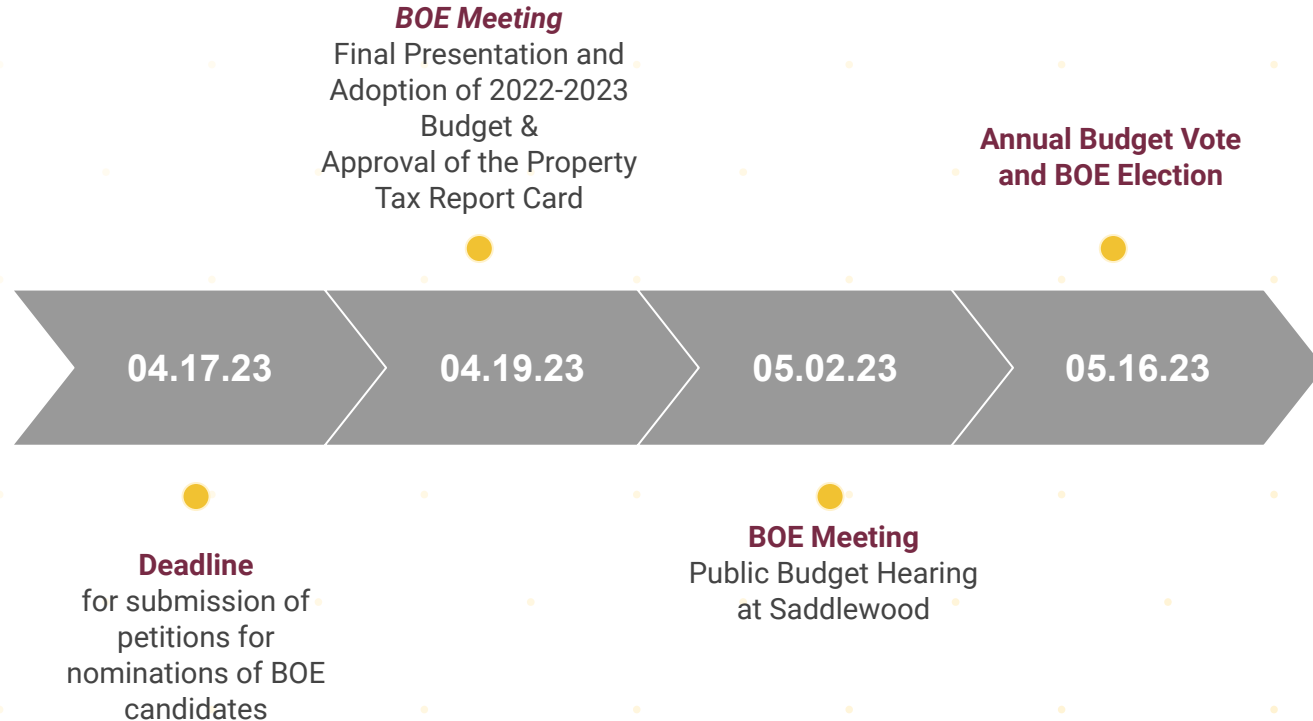 BOE Meeting
Final Presentation and
Adoption of 2022-2023
Budget &
Approval of the Property
Tax Report Card
Annual Budget Vote
and BOE Election
04.17.23
04.19.23
05.02.23
05.16.23
Deadline
for submission of
petitions for
nominations of BOE
candidates
BOE Meeting
Public Budget Hearing
at Saddlewood